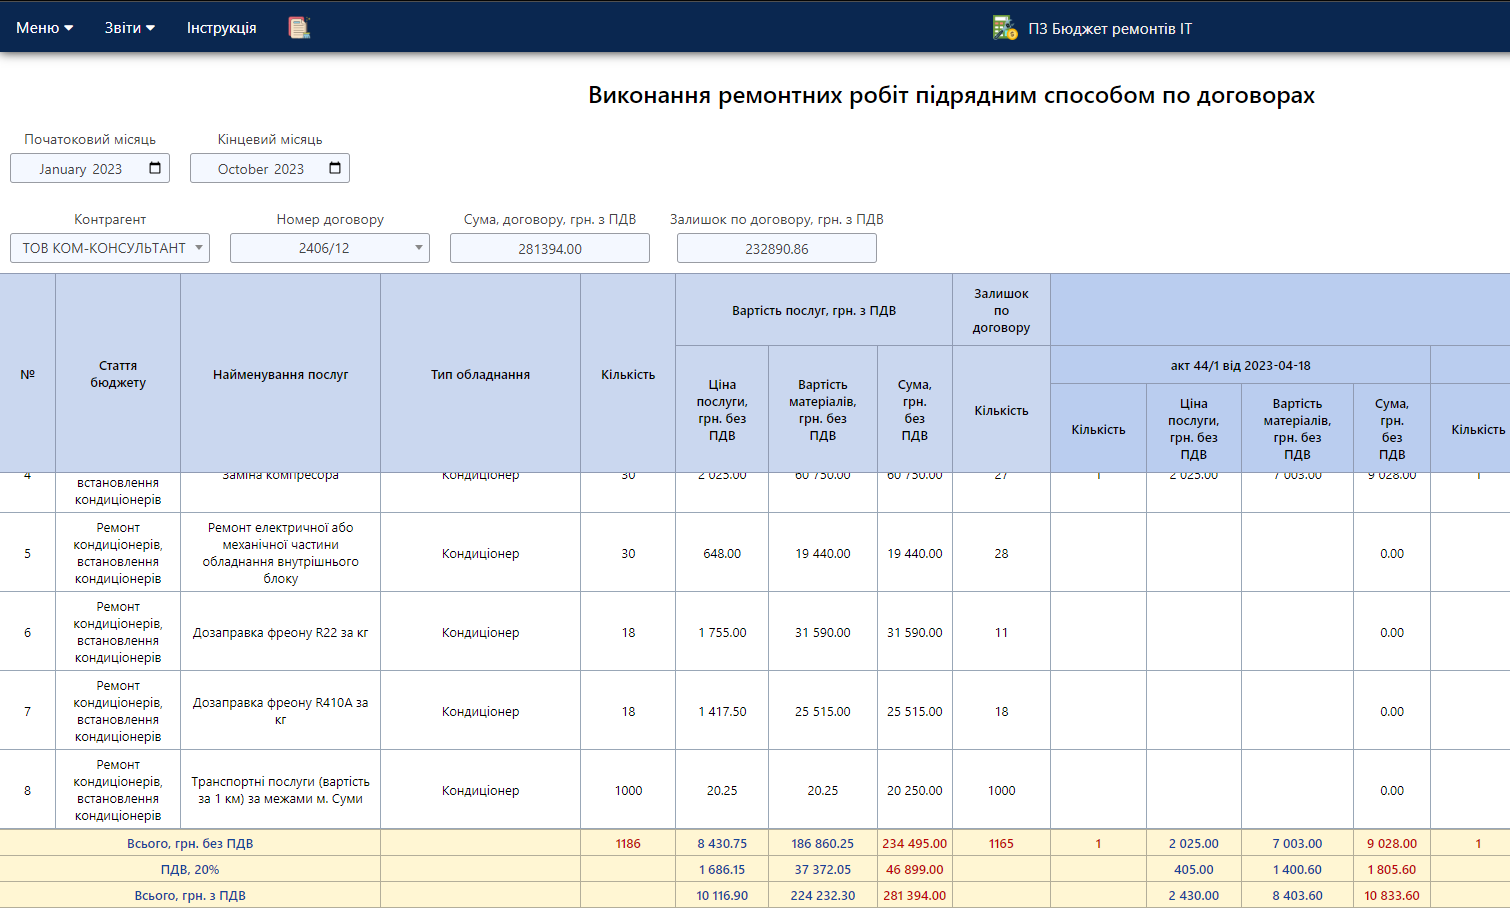 Меню Звіти Інструкція ПЗ Бюджет ремонтів ІТ
Виконання ремонтних робіт підрядним способом по договорах
Початоковий місяць Кінцевий місяць
January 2023 October 2023
Контрагент Номер договору Сума, договору, грн. з ПДВ Залишок по договору, грн. з ПДВ
ТОВ КОМ-КОНСУЛЬТАНТ 2406/12 281394.00 232890.86
№
Стаття
бюджету
Найменування послуг
Тип обладнання
Кількість
Вартість послуг, грн. з ПДВ
Ціна
послуги,
грн. без
ПДВ
Вартість
матеріалів,
грн. без
ПДВ
Сума,
грн.
без
ПДВ
Залишок
по
договору
Кількість
акт 44/1 від 2023-04-18
Кількість
Ціна
послуги,
грн. без
ПДВ
Вартість
матеріалів,
грн. без
ПДВ
Сума,
грн.
без
ПДВ
Кількість
4
встановлення
кондиціонерів
Заміна компресора
Кондиціонер
30 2 025.00 60 750.00 60 750.00 27 1 2 025.00 7 003.00 9 028.00 1
5
Ремонт
кондиціонерів,
встановлення
кондиціонерів
Ремонт електричної або
механічної частини
обладнання внутрішнього
блоку
Кондиціонер
30 648.00 19 440.00 19 440.00 28 0.00
6
Ремонт
кондиціонерів,
встановлення
кондиціонерів
Дозаправка фреону R22 за кг
Кондиціонер
18 1 755.00 31 590.00 31 590.00 11 0.00
7
Ремонт
кондиціонерів,
встановлення
кондиціонерів
Дозаправка фреону R410A за
кг
Кондиціонер
18 1 417.50 25 515.00 25 515.00 18 0.00
8
Ремонт
кондиціонерів,
встановлення
кондиціонерів
Транспортні послуги (вартість
за 1 км) за межами м. Суми
Кондиціонер
1000 20.25 20.25 20 250.00 1000 0.00
Всього, грн. без ПДВ 1186 8 430.75 186 860.25 234 495.00 1165 1 2 025.00 7 003.00 9 028.00 1
ПДВ, 20% 1 686.15 37 372.05 46 899.00 405.00 1 400.60 1 805.60
Всього, грн. з ПДВ 10 116.90 224 232.30 281 394.00 2 430.00 8 403.60 10 833.60